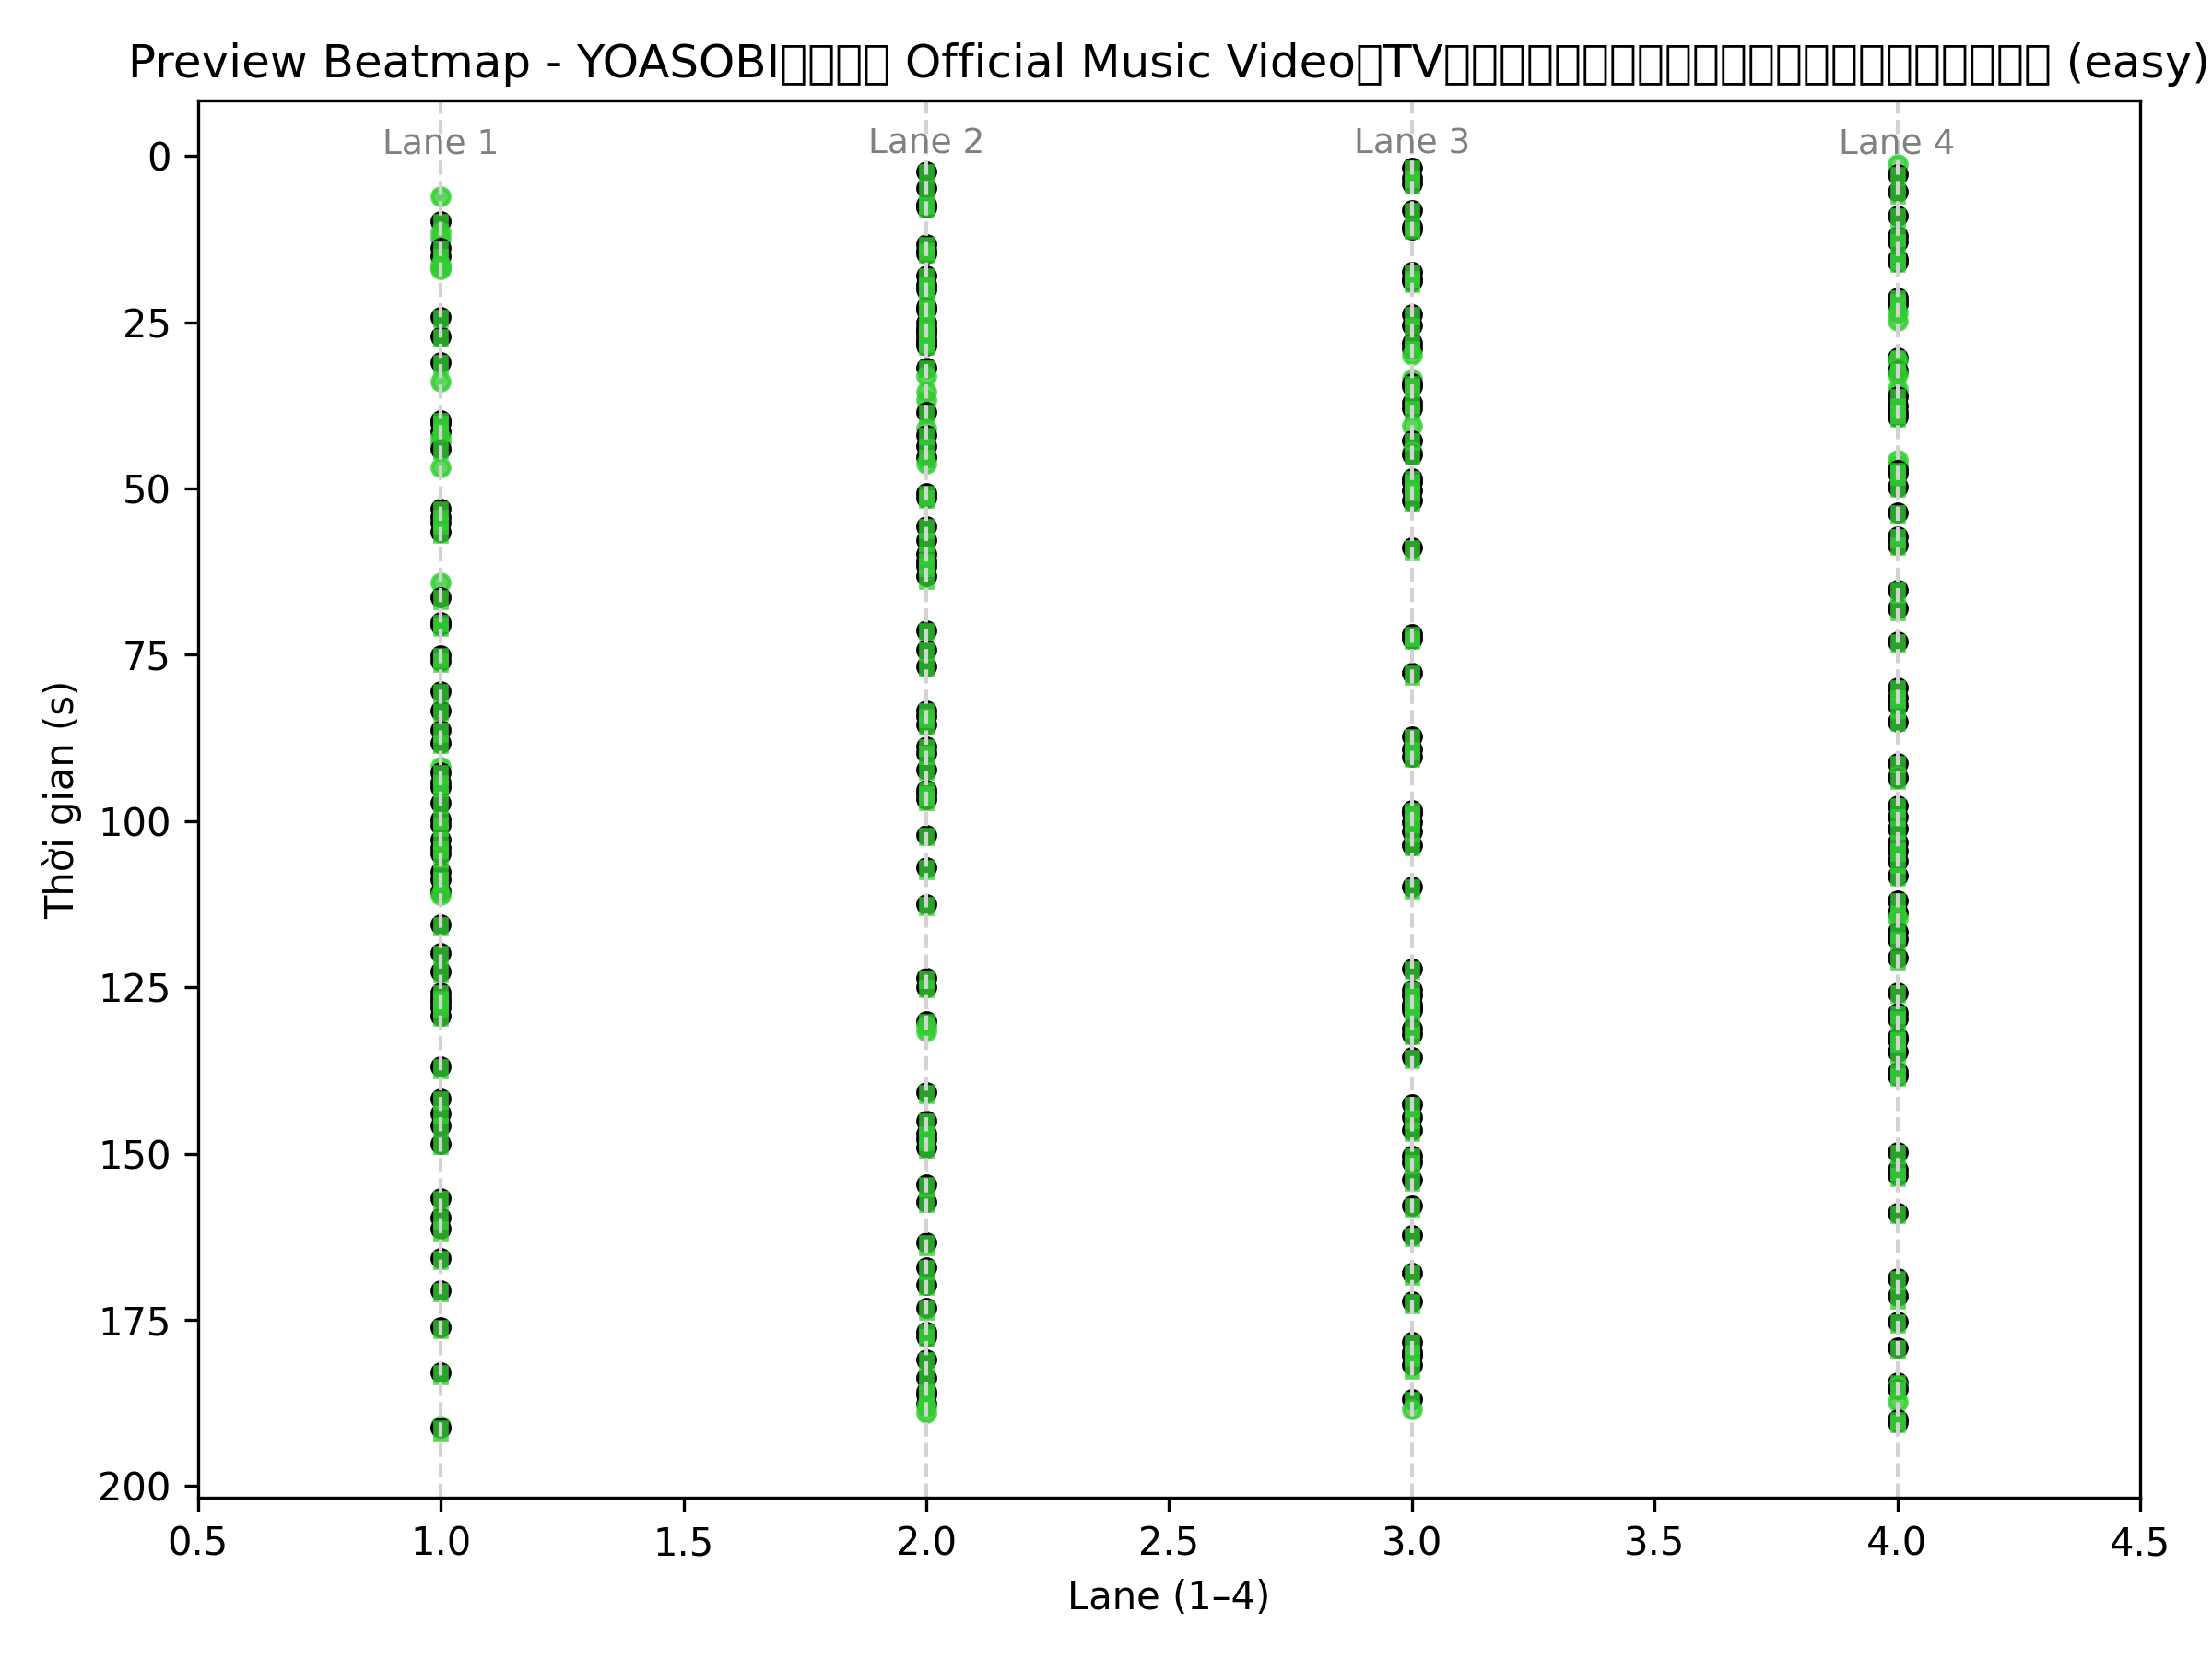 Preview Beatmap - YOASOBI□□□□ Official Music Video□TV□□□□□□□□□□□□□□□□□□□□□□ (easy)
Lane 1 Lane 2 Lane 3 Lane 4
0
25
50
75
100
125
150
175
200
Thời gian (s)
0.5 1.0 1.5 2.0 2.5 3.0 3.5 4.0 4.5
Lane (1–4)